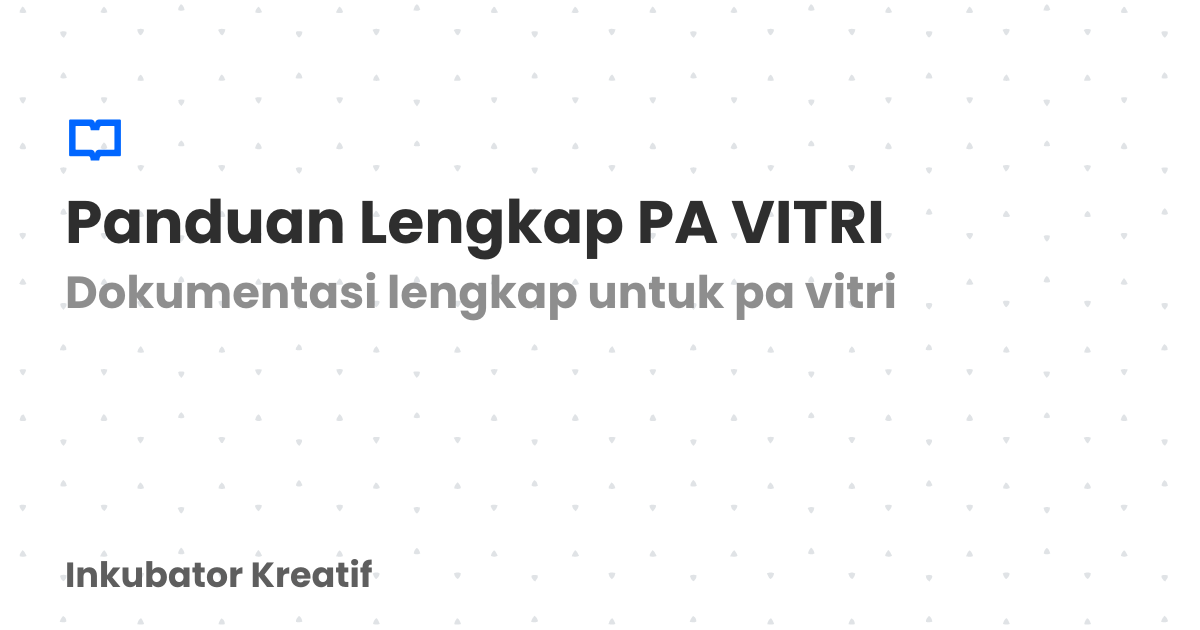 Panduan Lengkap PA VITRI
Dokumentasi lengkap untuk pa vitri
Inkubator Kreatif